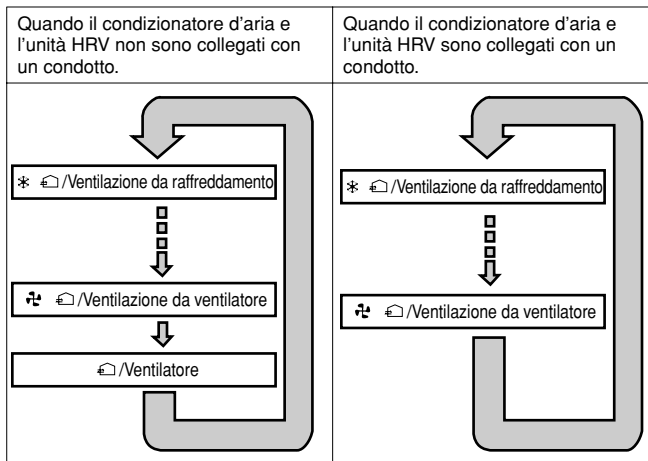 Quando il condizionatore d'aria e
l'unità HRV non sono collegati con
un condotto.
Quando il condizionatore d'aria e
l'unità HRV sono collegati con un
condotto.
/Ventilazione da raffreddamento
/Ventilazione da ventilatore
/Ventilatore
/Ventilazione da raffreddamento
/Ventilazione da ventilatore